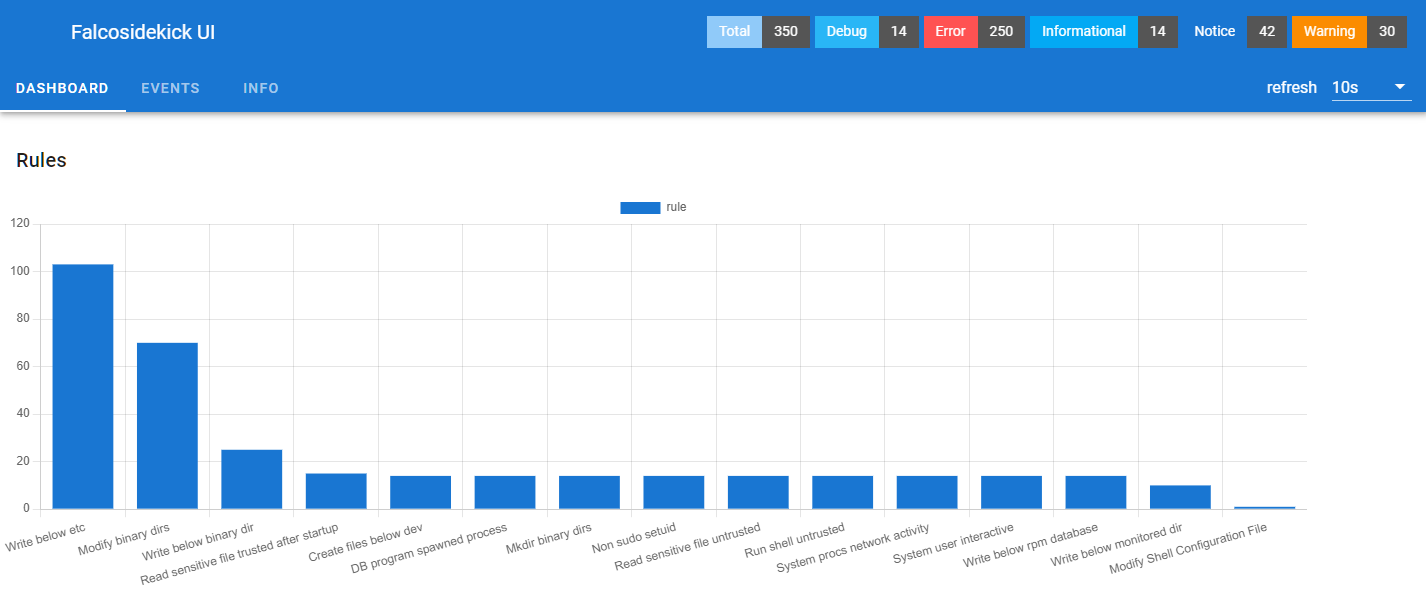 Falcosidekick UI
Total 350 Debug 14 Error 250 Informational 14 Notice 42 Warning 30
DASHBOARD EVENTS INFO
refresh 10s
Rules
rule
120
100
80
60
40
20
0
Write below etc
Modify binary dirs
Write below binary dir
Read sensitive file trusted after startup
Create files below dev
DB program spawned process
Mkdir binary dirs
Non sudo setuid
Read sensitive file untrusted
Run shell untrusted
System procs network activity
System user interactive
Write below rpm database
Write below monitored dir
Modify Shell Configuration File